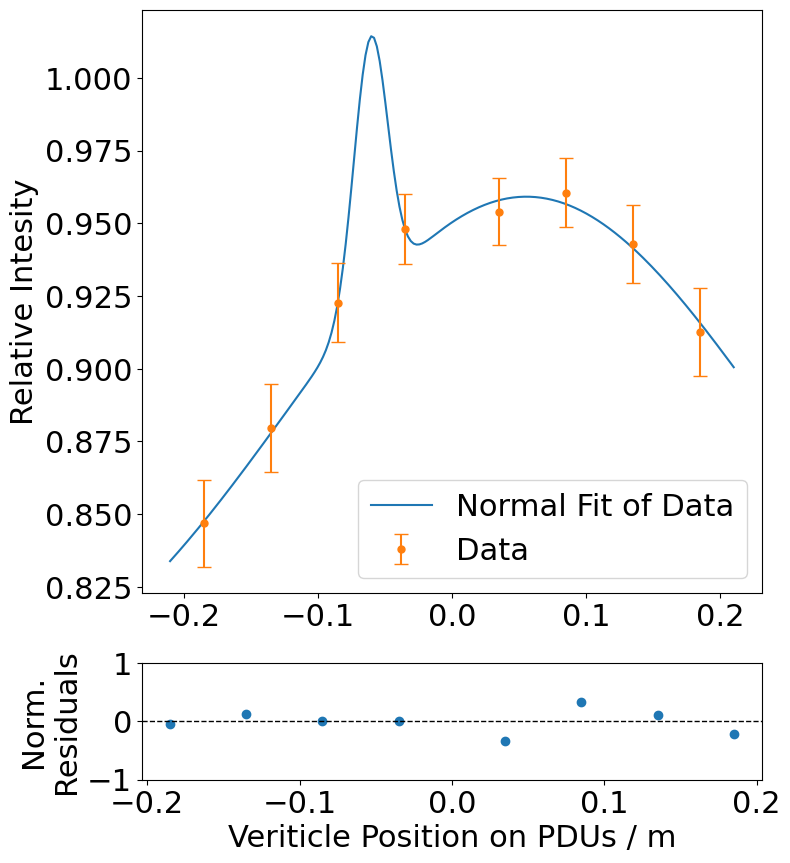 Relative Intesity
1.000
0.975
0.950
0.925
0.900
0.875
0.850
0.825
−0.2 −0.1 0.0 0.1 0.2
Normal Fit of Data
Data
Norm.
Residuals
1
0
−1
−0.2 −0.1 0.0 0.1 0.2
Veriticle Position on PDUs / m